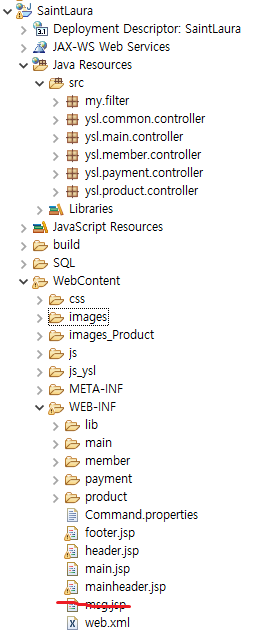 SaintLaura
Deployment Descriptor: SaintLaura
JAX-WS Web Services
Java Resources
src
my.filter
ysl.common.controller
ysl.main.controller
ysl.member.controller
ysl.payment.controller
ysl.product.controller
Libraries
JavaScript Resources
build
SQL
WebContent
css
images
images_Product
js
js_ysl
META-INF
WEB-INF
lib
main
member
payment
product
Command.properties
footer.jsp
header.jsp
main.jsp
mainheader.jsp
msg.jsp
web.xml